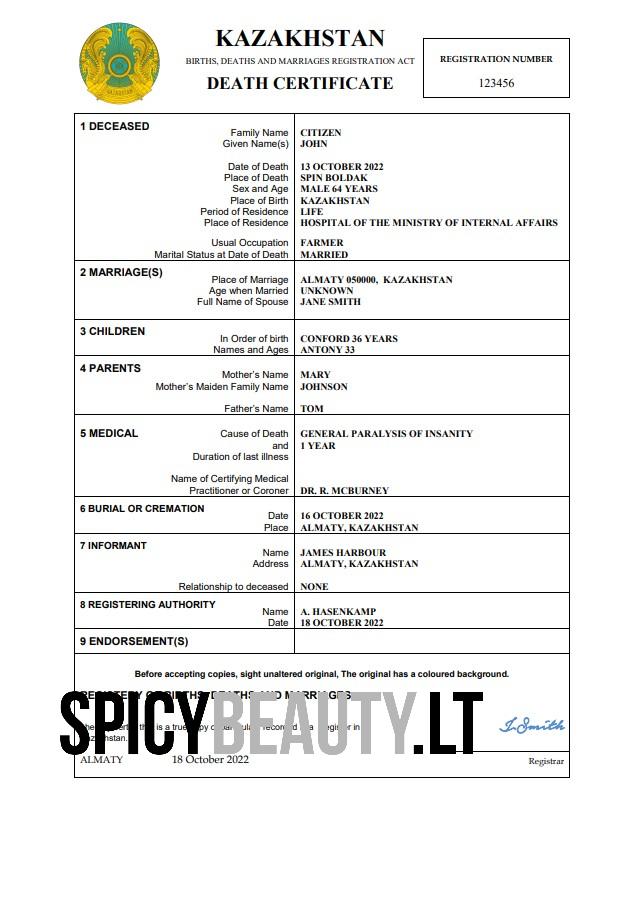 KAZAKHSTAN
BIRTHS, DEATHS AND MARRIAGES REGISTRATION ACT
DEATH CERTIFICATE
REGISTRATION NUMBER
123456
1 DECEASED
Family Name CITIZEN
Given Name(s) JOHN
Date of Death 13 OCTOBER 2022
Place of Death SPIN BOLDAK
Sex and Age MALE 64 YEARS
Place of Birth KAZAKHSTAN
Period of Residence LIFE
Place of Residence HOSPITAL OF THE MINISTRY OF INTERNAL AFFAIRS
Usual Occupation FARMER
Marital Status at Date of Death MARRIED
2 MARRIAGE(S)
Place of Marriage ALMATY 050000, KAZAKHSTAN
Age when Married UNKNOWN
Full Name of Spouse JANE SMITH
3 CHILDREN
In Order of birth CONFORD 36 YEARS
Names and Ages ANTONY 33
4 PARENTS
Mother's Name MARY
Mother's Maiden Family Name JOHNSON
Father's Name TOM
5 MEDICAL Cause of Death GENERAL PARALYSIS OF INSANITY
and 1 YEAR
Duration of last illness
Name of Certifying Medical
Practitioner or Coroner DR. R. MCBURNEY
6 BURIAL OR CREMATION
Date 16 OCTOBER 2022
Place ALMATY, KAZAKHSTAN
7 INFORMANT
Name JAMES HARBOUR
Address ALMATY, KAZAKHSTAN
Relationship to deceased NONE
8 REGISTERING AUTHORITY
Name A. HASENKAMP
Date 18 OCTOBER 2022
9 ENDORSEMENT(S)
Before accepting copies, sight unaltered original, The original has a coloured background.
REGISTERY OF BIRTHS, DEATHS AND MARRIAGES
SPICYBEAUTY.LT
is a true copy of recorded in
J. Smith
ALMATY 18 October 2022 Registrar